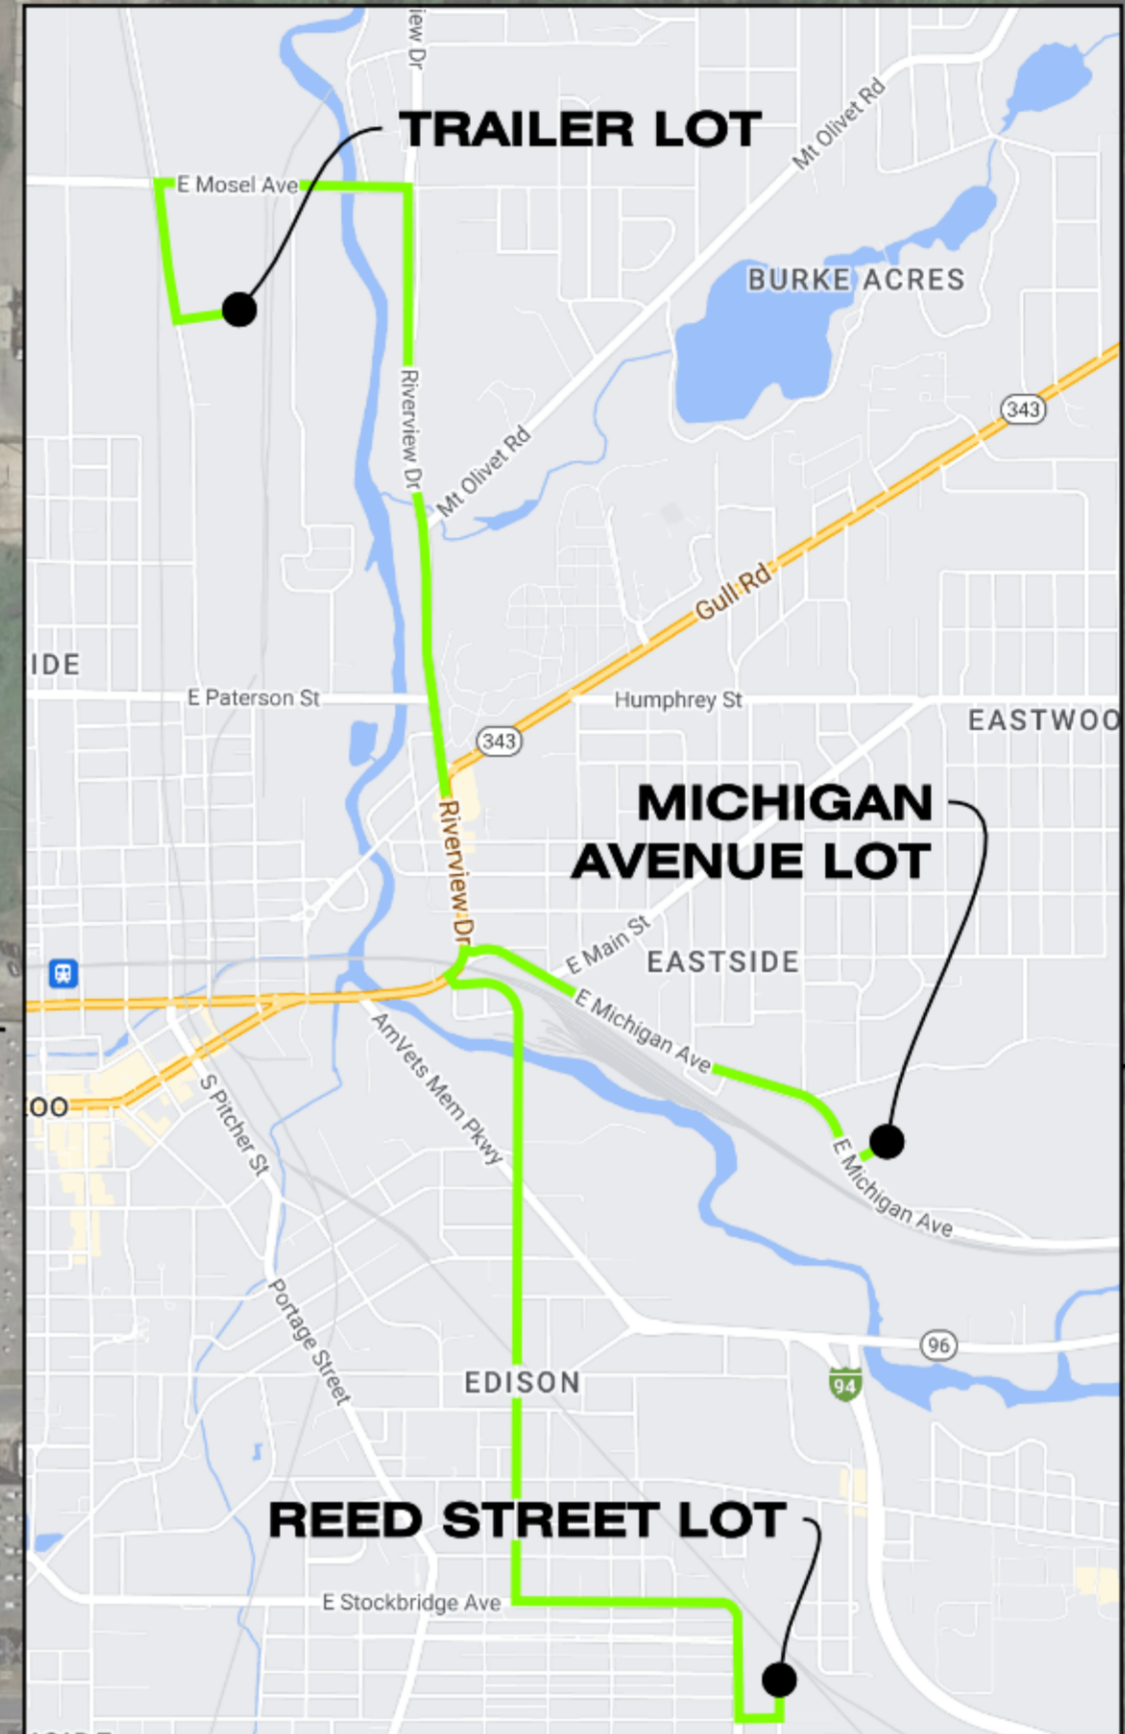 iew Dr
TRAILER LOT
Mt Olivet Rd
E Mosel Ave
BURKE ACRES
343
Riverview Dr
Mt Olivet Rd
Gull Rd
IDE
E Paterson St
Humphrey St
EASTWOO
343
MICHIGAN
AVENUE LOT
Riverview Dr
E Main St
EASTSIDE
E Michigan Ave
AmVets Mem Pkwy
OO
S Pitcher St
E Michigan Ave
Portage Street
96
94
EDISON
REED STREET LOT
E Stockbridge Ave